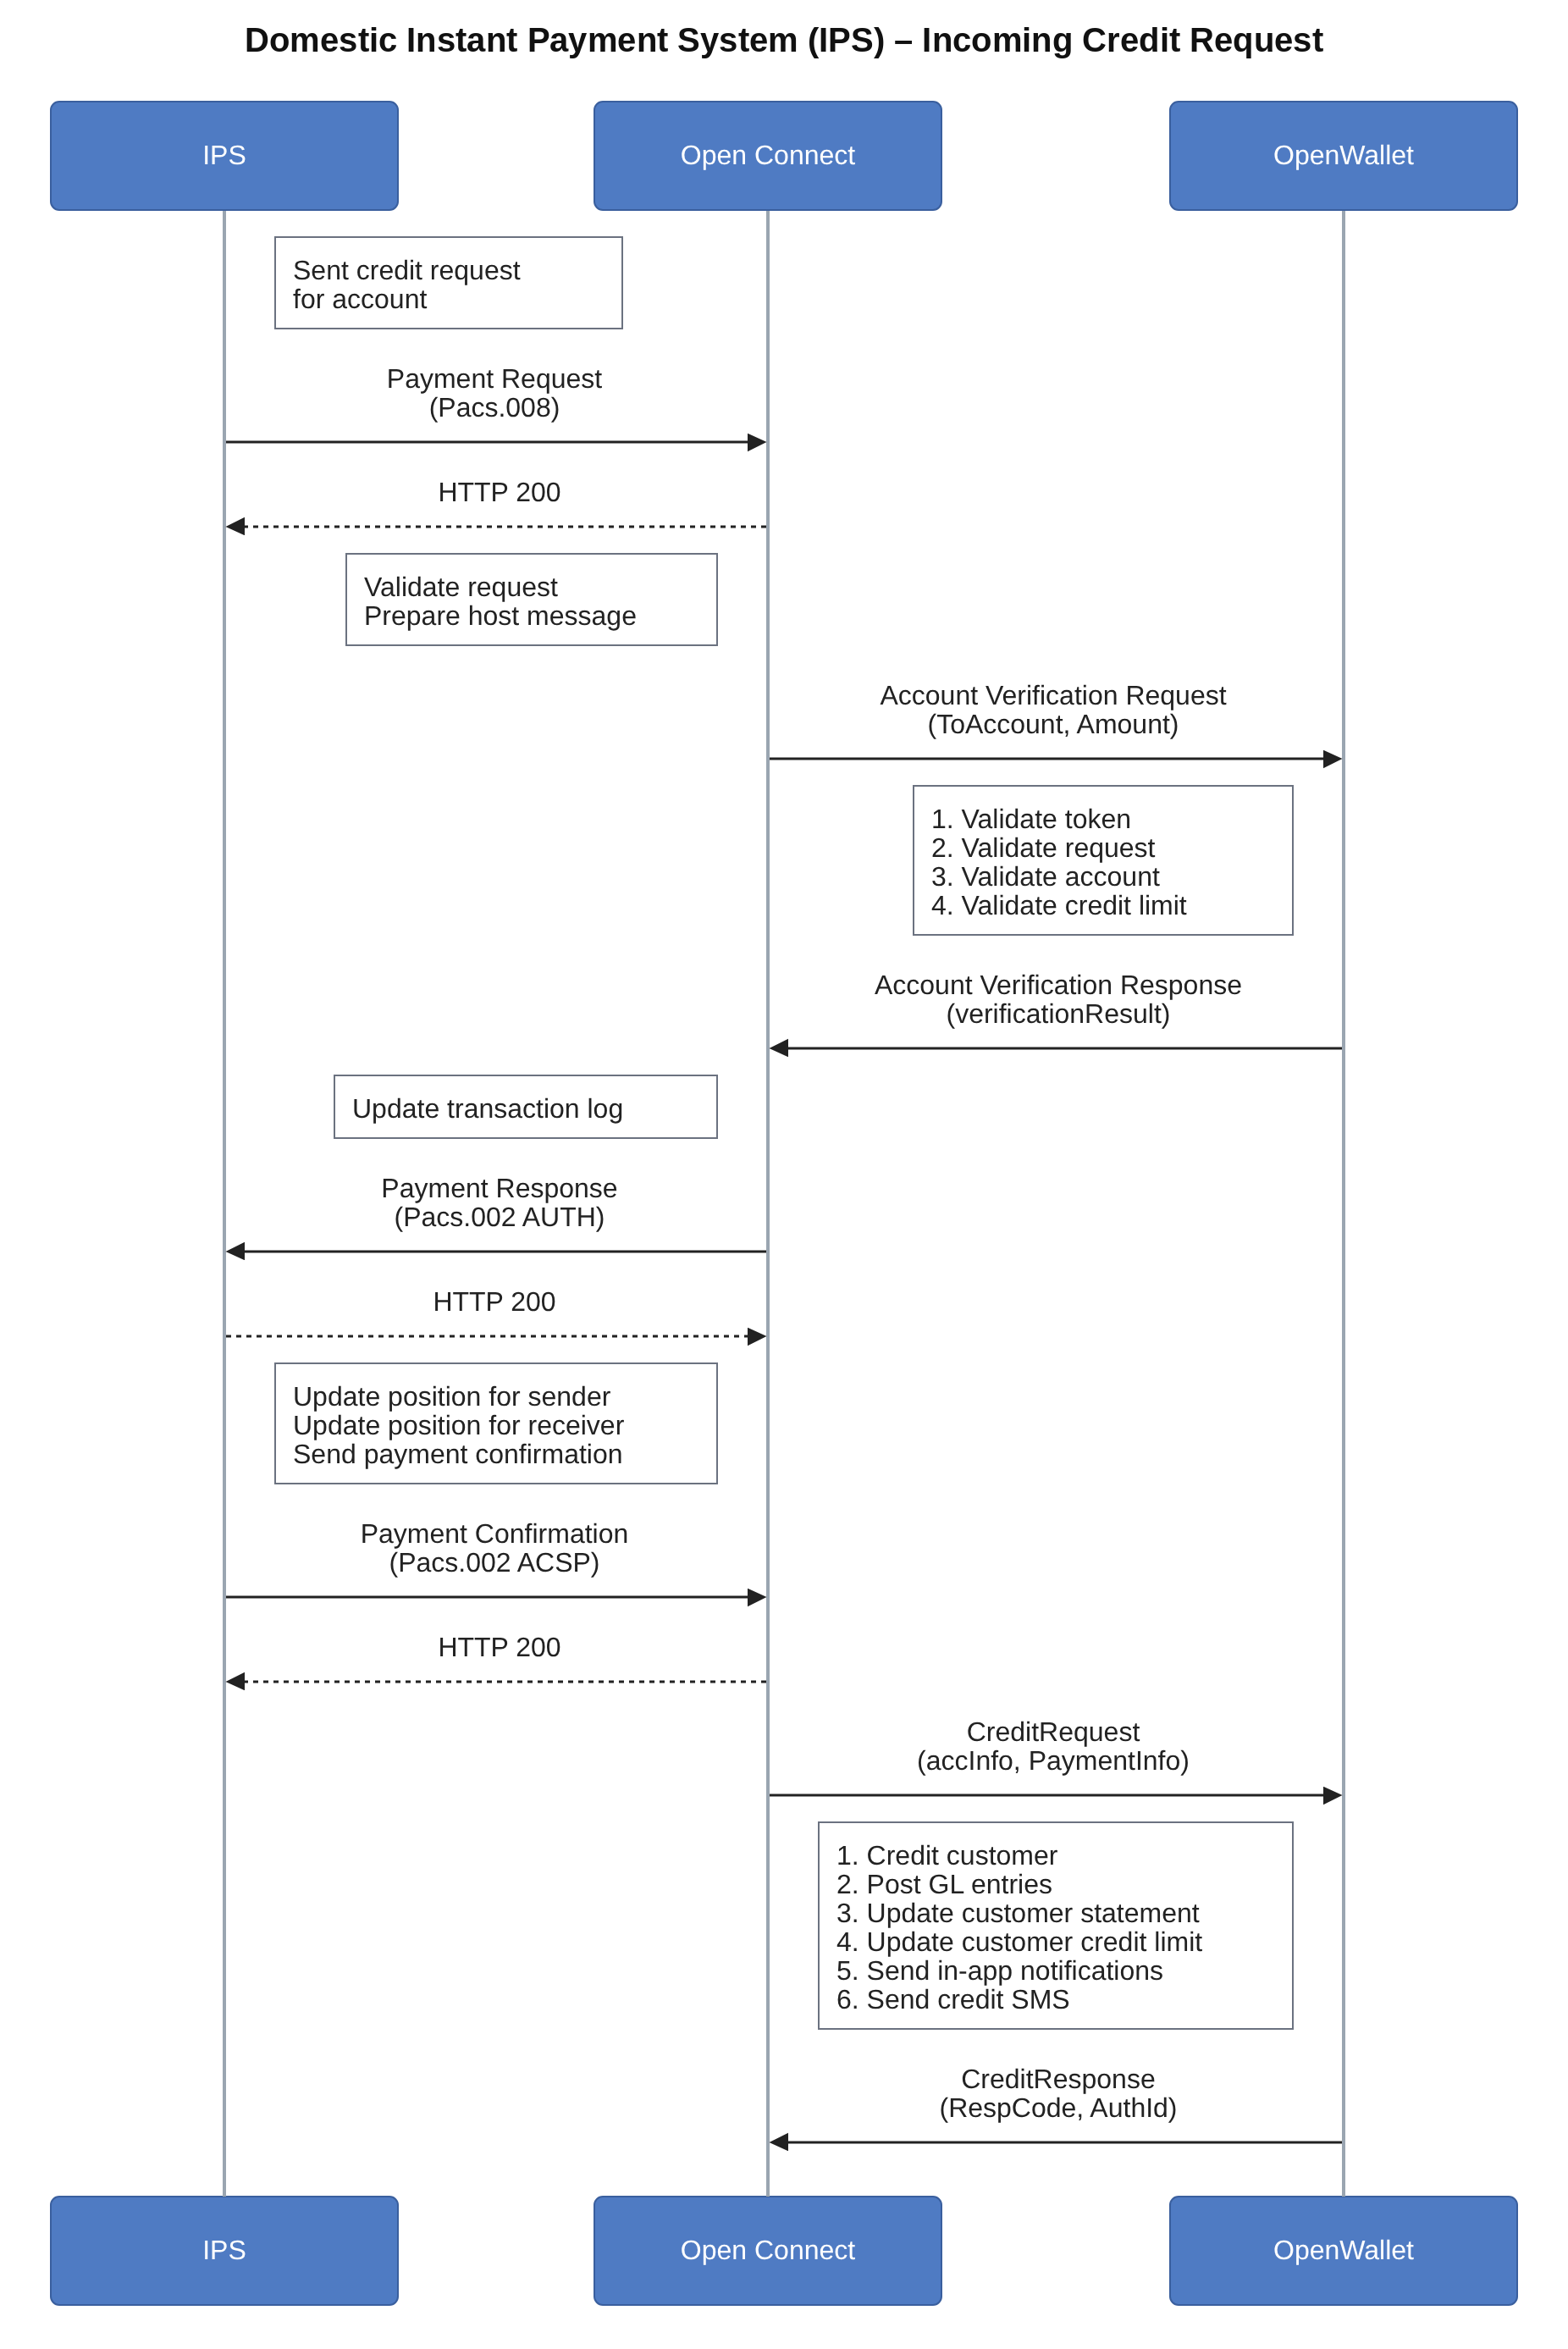 Domestic Instant Payment System (IPS) – Incoming Credit Request
IPS
Open Connect
OpenWallet
Sent credit request
for account
Payment Request
(Pacs.008)
HTTP 200
Validate request
Prepare host message
Account Verification Request
(ToAccount, Amount)
1. Validate token
2. Validate request
3. Validate account
4. Validate credit limit
Account Verification Response
(verificationResult)
Update transaction log
Payment Response
(Pacs.002 AUTH)
HTTP 200
Update position for sender
Update position for receiver
Send payment confirmation
Payment Confirmation
(Pacs.002 ACSP)
HTTP 200
CreditRequest
(accInfo, PaymentInfo)
1. Credit customer
2. Post GL entries
3. Update customer statement
4. Update customer credit limit
5. Send in-app notifications
6. Send credit SMS
CreditResponse
(RespCode, AuthId)
IPS
Open Connect
OpenWallet